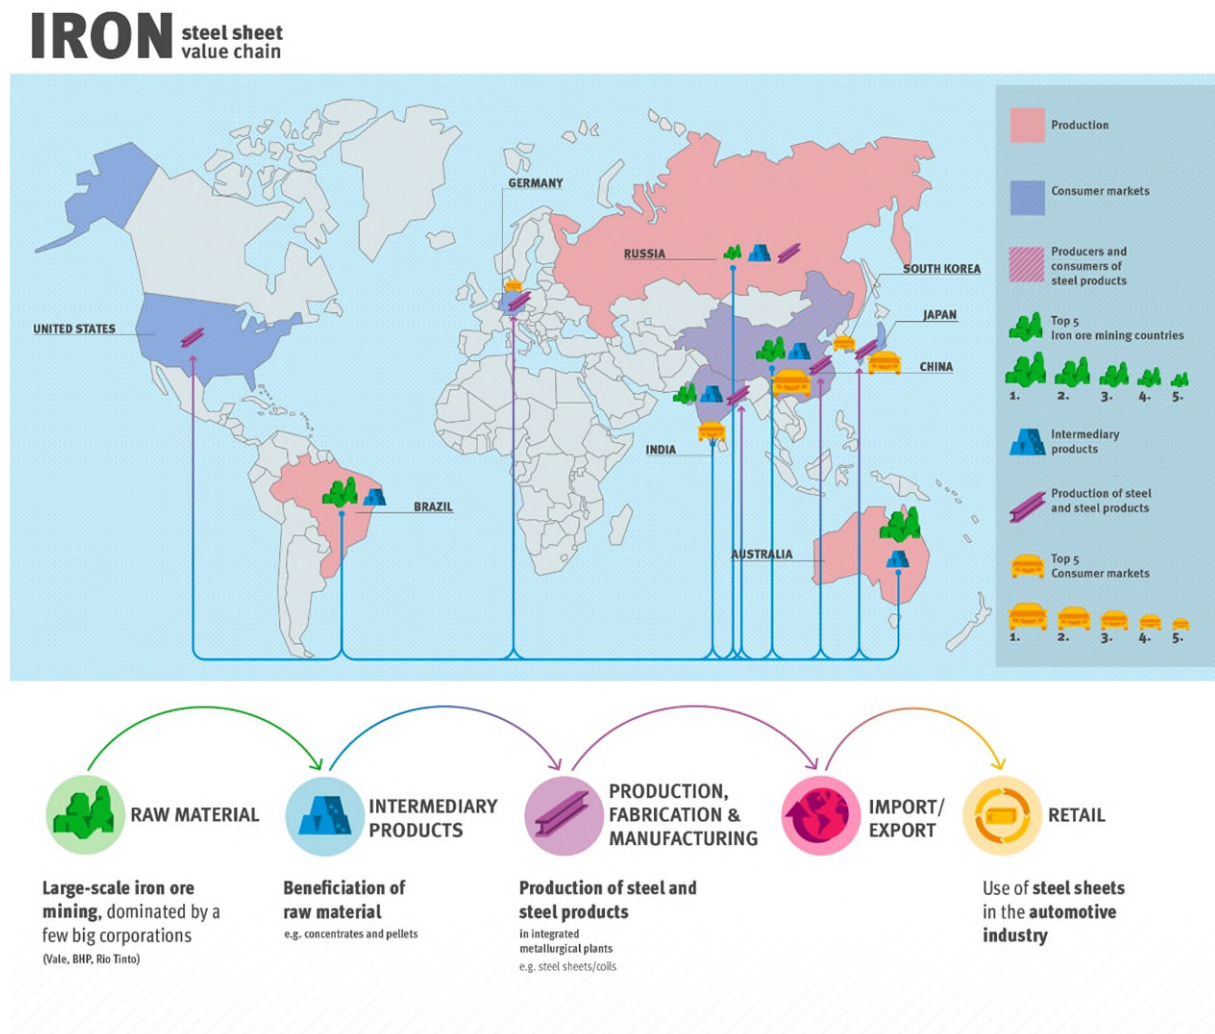 IRON steel sheet
value chain
GERMANY
RUSSIA
SOUTH KOREA
UNITED STATES
JAPAN
CHINA
INDIA
BRAZIL
AUSTRALIA
Production
Consumer markets
Producers and
consumers of
steel products
Top 5
Iron ore mining countries
1. 2. 3. 4. 5.
Intermediary
products
Production of steel
and steel products
Top 5
Consumer markets
1. 2. 3. 4. 5.
RAW MATERIAL
Large-scale iron ore
mining, dominated by a
few big corporations
(Vale, BHP, Rio Tinto)
INTERMEDIARY
PRODUCTS
Beneficiation of
raw material
e.g. concentrates and pellets
PRODUCTION,
FABRICATION &
MANUFACTURING
Production of steel and
steel products
in integrated
metallurgical plants
e.g. steel sheets/coils
IMPORT/
EXPORT
RETAIL
Use of steel sheets
in the automotive
industry